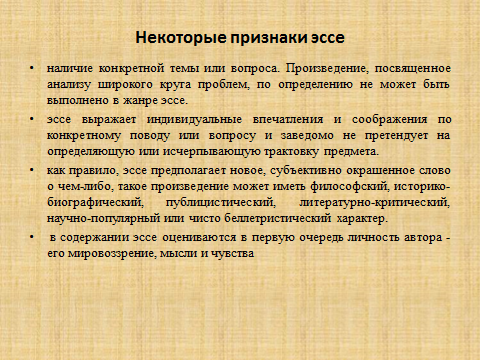 Некоторые признаки эссе
• наличие конкретной темы или вопроса. Произведение, посвященное
анализу широкого круга проблем, по определению не может быть
выполнено в жанре эссе.
• эссе выражает индивидуальные впечатления и соображения по
конкретному поводу или вопросу и заведомо не претендует на
определяющую или исчерпывающую трактовку предмета.
• как правило, эссе предполагает новое, субъективно окрашенное слово
о чем-либо, такое произведение может иметь философский, историко-
биографический, публицистический, литературно-критический,
научно-популярный или чисто беллетристический характер.
• в содержании эссе оцениваются в первую очередь личность автора -
его мировоззрение, мысли и чувства